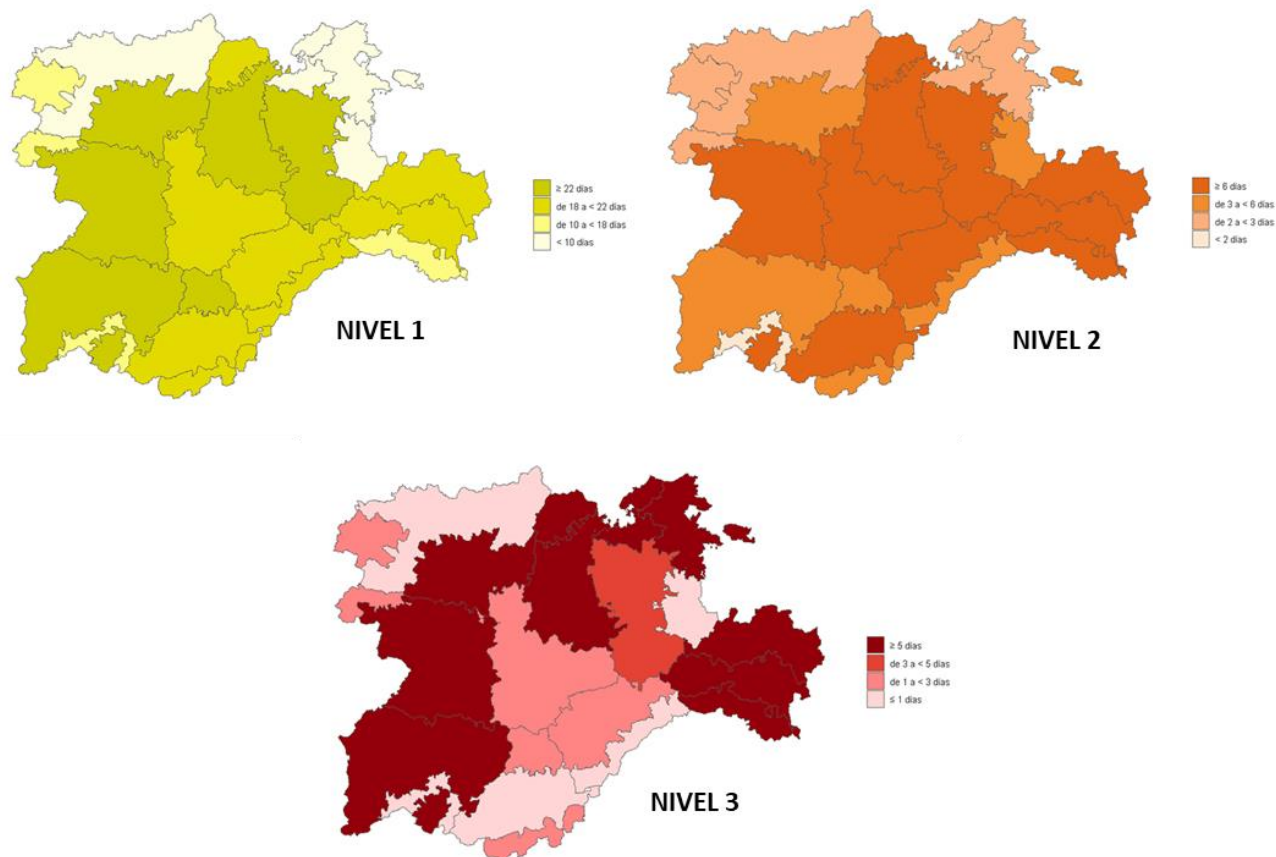 ≥ 22 días
de 18 a < 22 días
de 10 a < 18 días
< 10 días
NIVEL 1
≥ 6 días
de 3 a < 6 días
de 2 a < 3 días
< 2 días
NIVEL 2
≥ 5 días
de 3 a < 5 días
de 1 a < 3 días
≤ 1 días
NIVEL 3